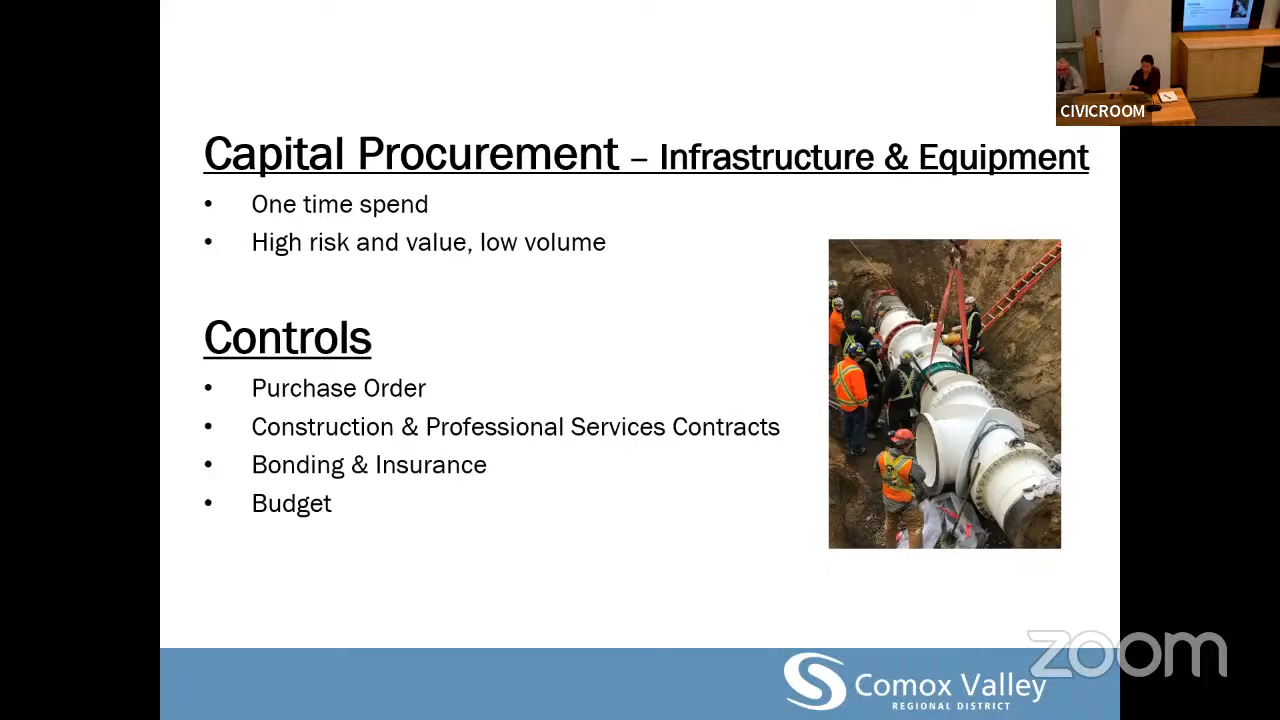 CIVICROOM
Capital Procurement – Infrastructure & Equipment
• One time spend
• High risk and value, low volume
Controls
• Purchase Order
• Construction & Professional Services Contracts
• Bonding & Insurance
• Budget
zoom
Comox Valley
REGIONAL DISTRICT